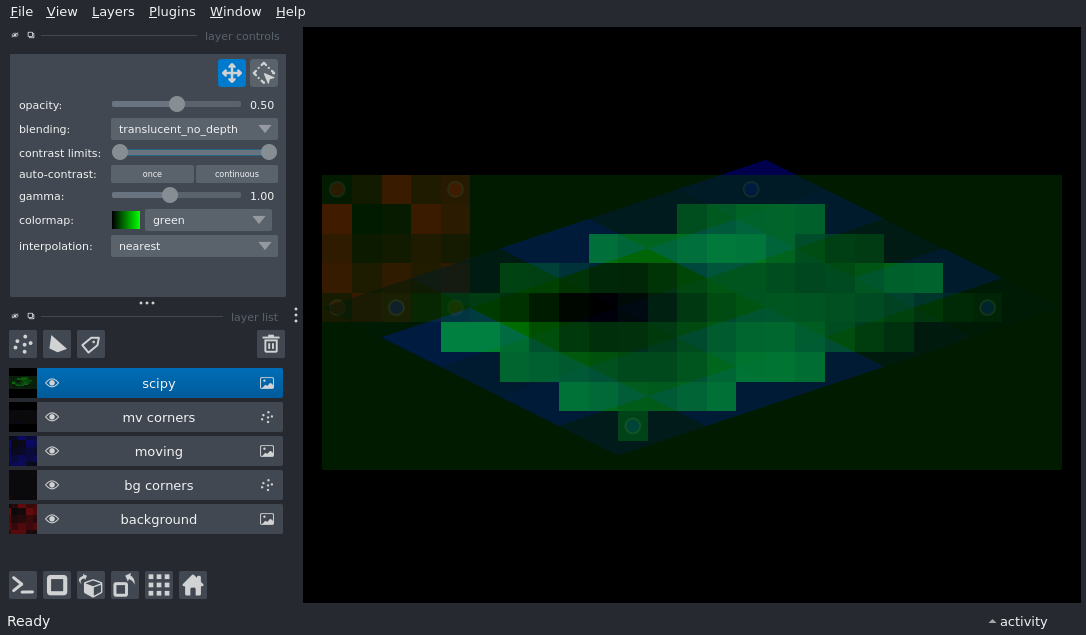 File View Layers Plugins Window Help
layer controls
opacity: 0.50
blending: translucent_no_depth
contrast limits:
auto-contrast: once continuous
gamma: 1.00
colormap: green
interpolation: nearest
layer list
scipy
mv corners
moving
bg corners
background
Ready
activity